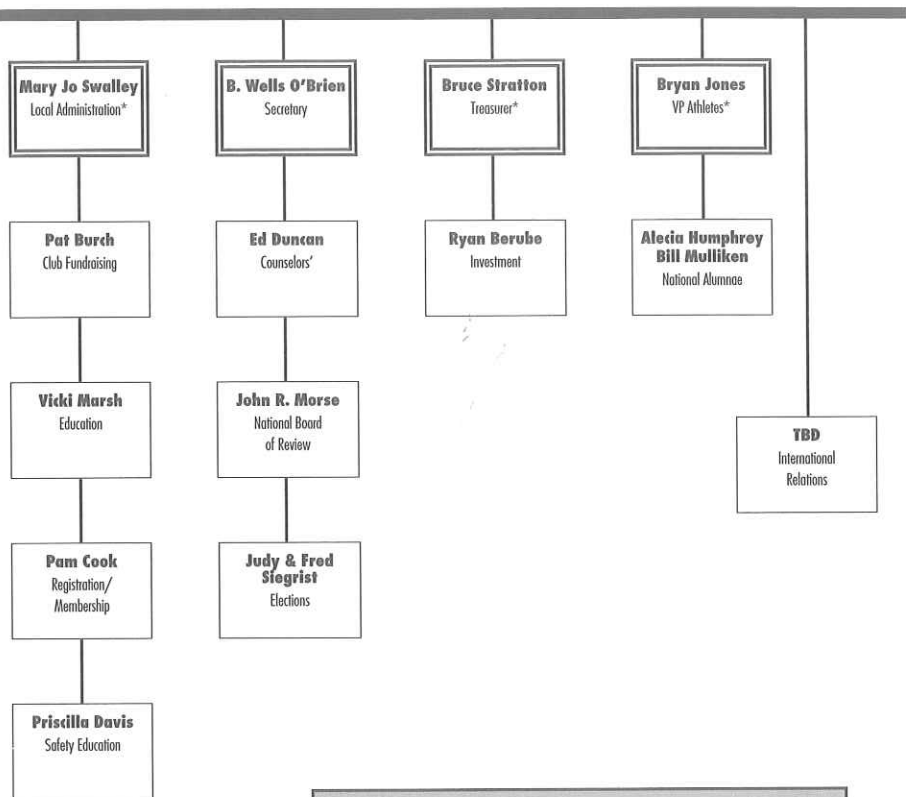 Mary Jo Swalley
Local Administration*
B. Wells O'Brien
Secretary
Bruce Stratton
Treasurer*
Bryan Jones
VP Athletes*
Pat Burch
Club Fundraising
Ed Duncan
Counselors'
Ryan Berube
Investment
Alecia Humphrey
Bill Mulliken
National Alumnae
Vicki Marsh
Education
John R. Morse
National Board
of Review
TBD
International
Relations
Pam Cook
Registration/
Membership
Judy & Fred
Siegrist
Elections
Priscilla Davis
Safety Education